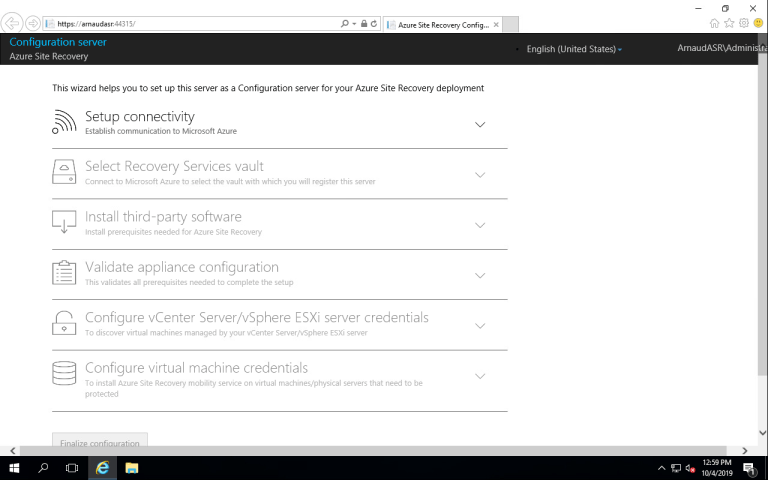 https://arnaudasr:44315/
Azure Site Recovery Config...
Configuration server
Azure Site Recovery
English (United States)
ArnaudASR\Administra
This wizard helps you to set up this server as a Configuration server for your Azure Site Recovery deployment
Setup connectivity
Establish communication to Microsoft Azure
Select Recovery Services vault
Connect to Microsoft Azure to select the vault with which you will register this server
Install third-party software
Install prerequisites needed for Azure Site Recovery
Validate appliance configuration
This validates all prerequisites needed to complete the setup
Configure vCenter Server/vSphere ESXi server credentials
To discover virtual machines managed by your vCenter Server/vSphere ESXi server
Configure virtual machine credentials
To install Azure Site Recovery mobility service on virtual machines/physical servers that need to be
protected
Finalize configuration
12:59 PM
10/4/2019